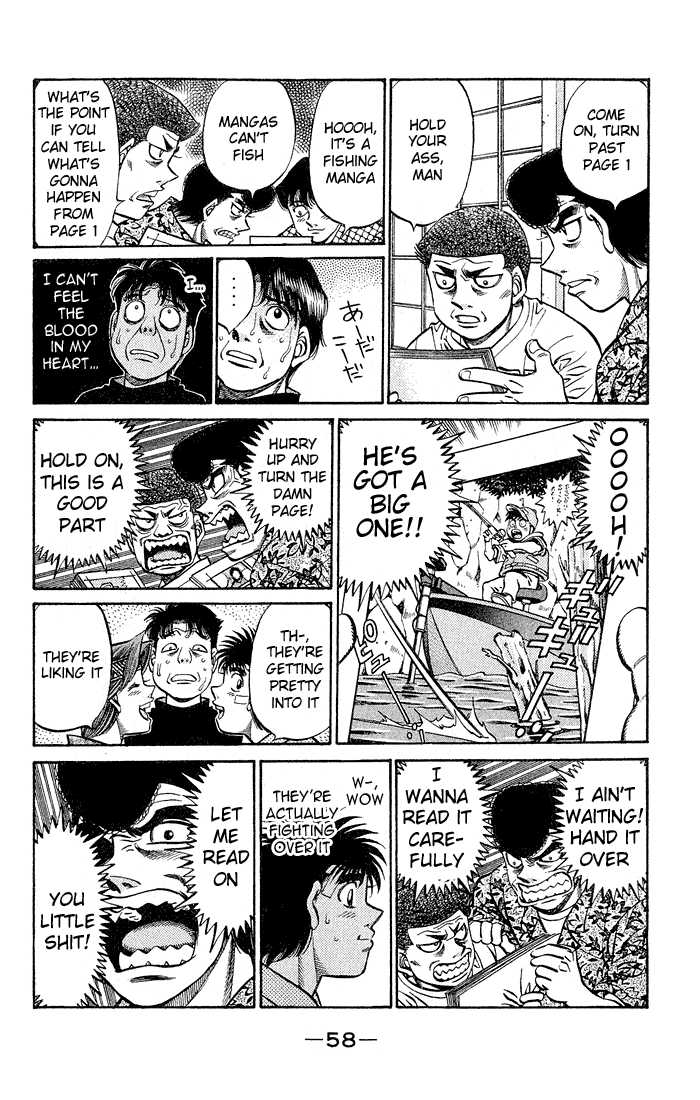 COME
ON, TURN
PAST
PAGE 1
HOLD
YOUR
ASS,
MAN
HOOOH,
IT'S A
FISHING
MANGA
MANGAS
CAN'T
FISH
WHAT'S
THE POINT
IF YOU
CAN TELL
WHAT'S
GONNA
HAPPEN
FROM
PAGE 1
あーだ
こーだ
...
I...
I CAN'T
FEEL
THE
BLOOD
IN MY
HEART...
OOOOH!
HE'S
GOT A
BIG
ONE!!
HURRY
UP AND
TURN THE
DAMN
PAGE!
HOLD ON,
THIS IS A
GOOD
PART
TH-,
THEY'RE
GETTING
PRETTY
INTO IT
THEY'RE
LIKING IT
I AIN'T
WAITING!
HAND IT
OVER
I
WANNA
READ IT
CARE-
FULLY
W-,
WOW
THEY'RE
ACTUALLY
FIGHTING
OVER IT
LET
ME
READ
ON
YOU
LITTLE
SHIT!
—58—